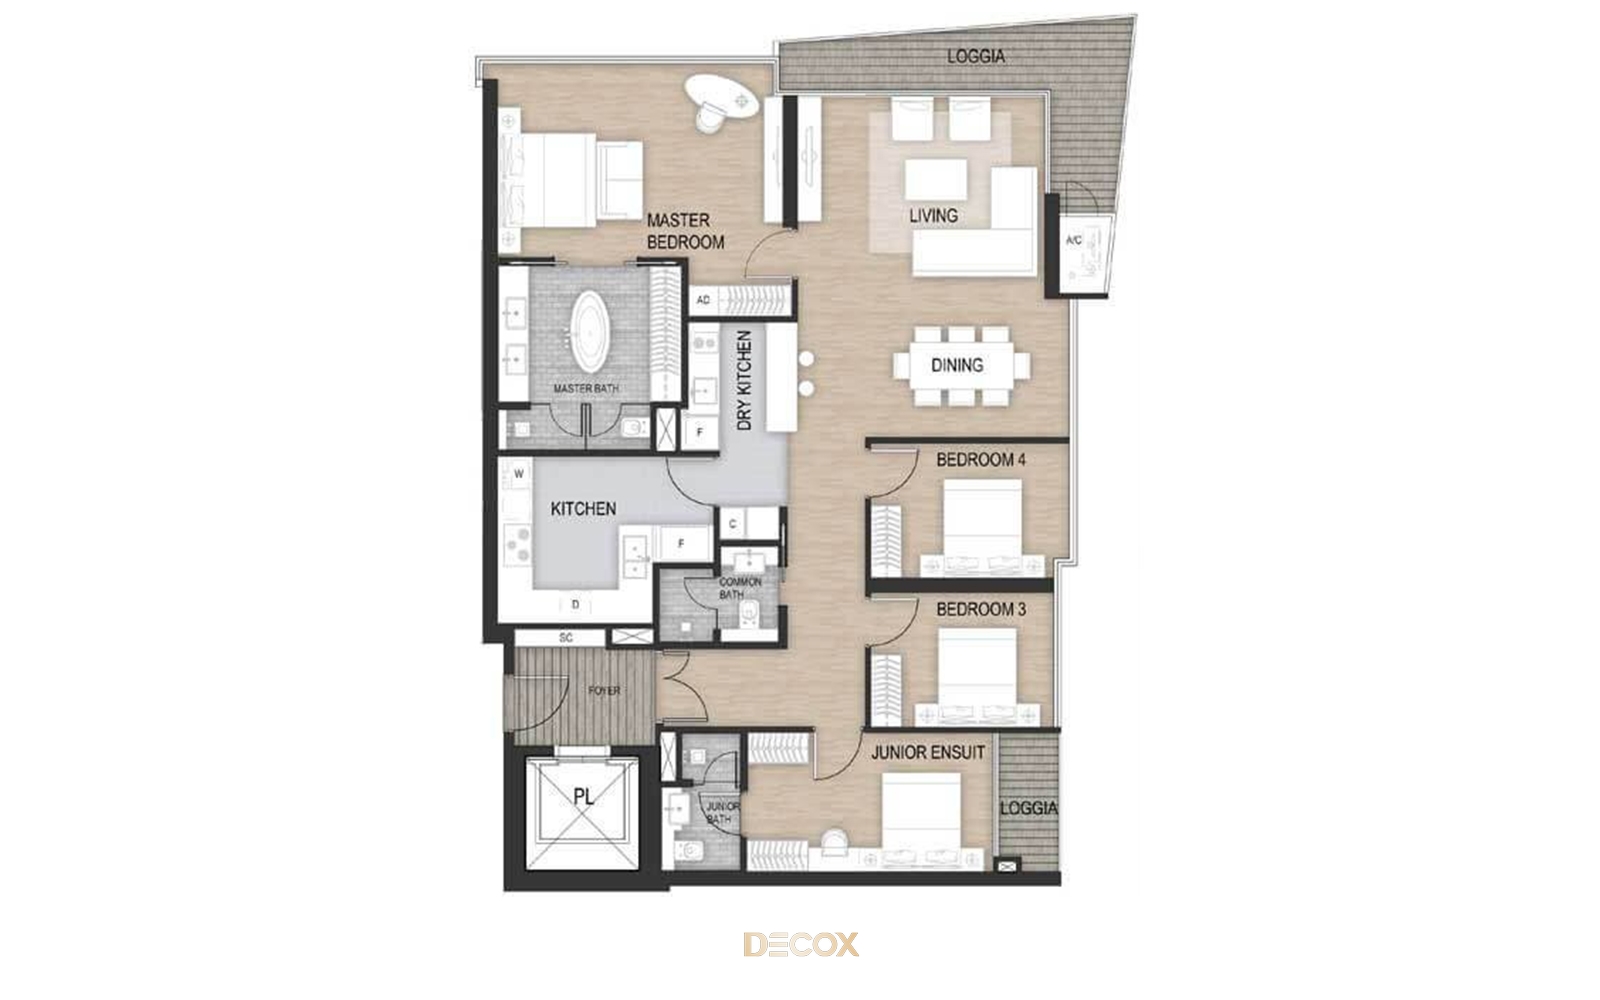 LOGGIA
MASTER
BEDROOM
LIVING
A/C
AD
DRY KITCHEN
DINING
MASTER BATH
F
BEDROOM 4
W
KITCHEN
C
F
COMMON
BATH
D
BEDROOM 3
SC
FOYER
JUNIOR ENSUIT
PL
JUNIOR
BATH
LOGGIA
DECOX